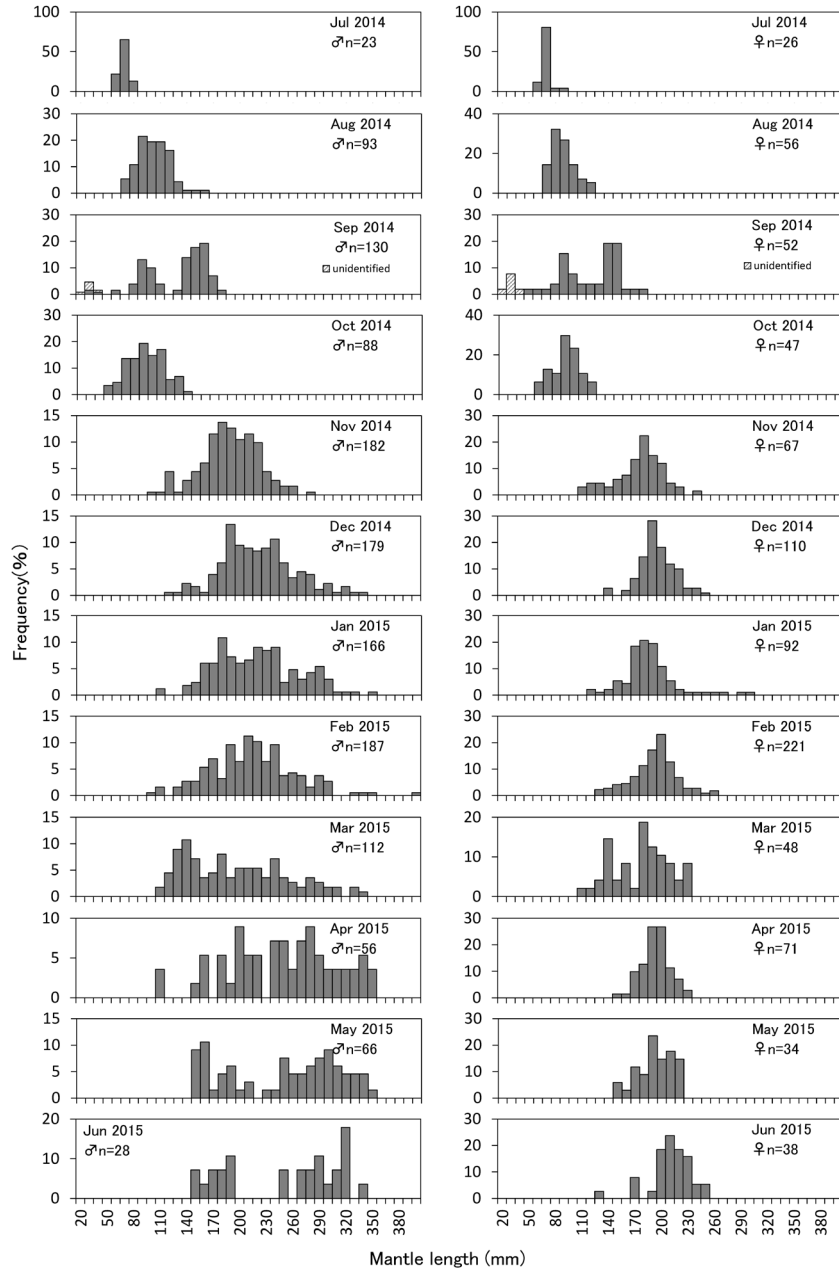 Frequency(%)
100
50
0
Jul 2014
♂n=23
100
50
0
Jul 2014
♀n=26
30
20
10
0
Aug 2014
♂n=93
40
20
0
Aug 2014
♀n=56
30
20
10
0
Sep 2014
♂n=130
unidentified
30
20
10
0
Sep 2014
♀n=52
unidentified
30
20
10
0
Oct 2014
♂n=88
40
20
0
Oct 2014
♀n=47
15
10
5
0
Nov 2014
♂n=182
30
20
10
0
Nov 2014
♀n=67
15
10
5
0
Dec 2014
♂n=179
30
20
10
0
Dec 2014
♀n=110
15
10
5
0
Jan 2015
♂n=166
30
20
10
0
Jan 2015
♀n=92
15
10
5
0
Feb 2015
♂n=187
30
20
10
0
Feb 2015
♀n=221
15
10
5
0
Mar 2015
♂n=112
20
10
0
Mar 2015
♀n=48
10
5
0
Apr 2015
♂n=56
30
20
10
0
Apr 2015
♀n=71
15
10
5
0
May 2015
♂n=66
30
20
10
0
May 2015
♀n=34
20
10
0
Jun 2015
♂n=28
30
20
10
0
Jun 2015
♀n=38
20 50 80 110 140 170 200 230 260 290 320 350 380
20 50 80 110 140 170 200 230 260 290 320 350 380
Mantle length (mm)